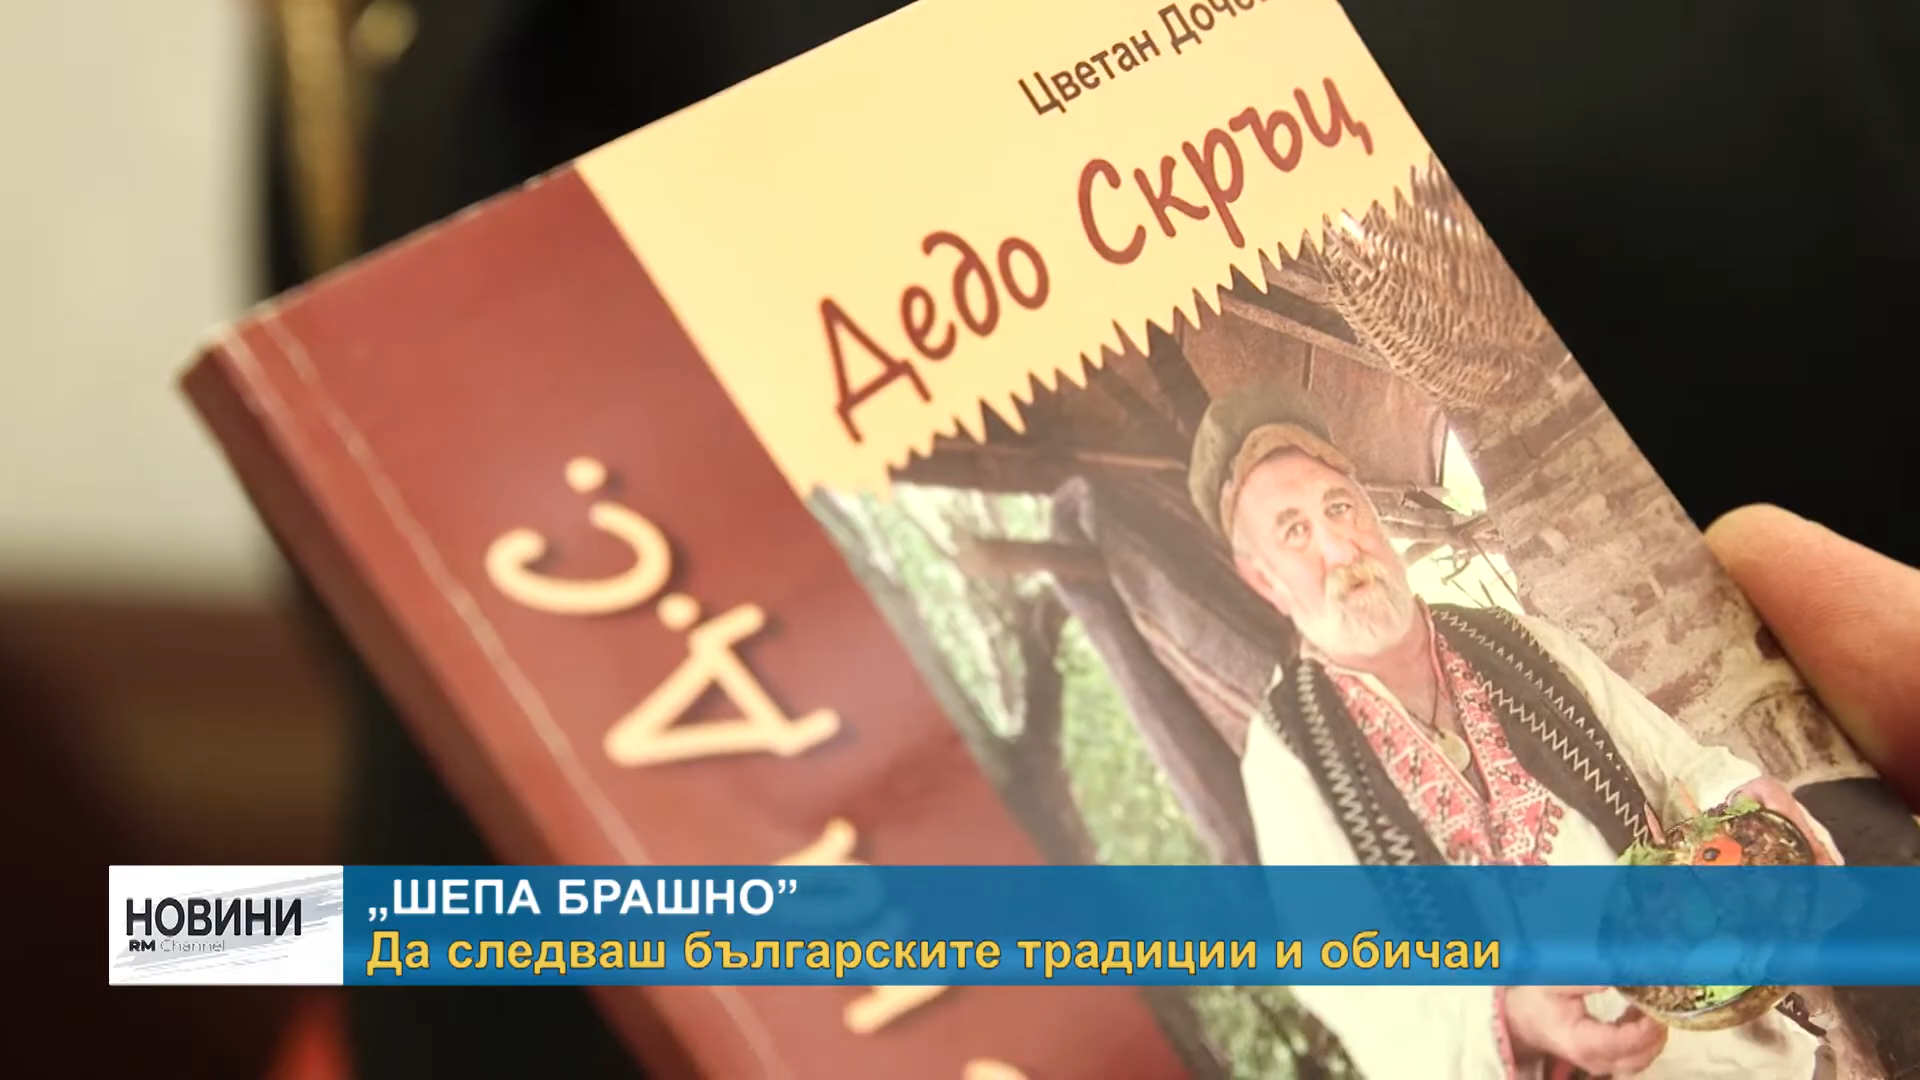 Дедо Скръц
Цветан
Д.С.
НОВИНИ
RM Channel
„ШЕПА БРАШНО”
Да следваш българските традиции и обичаи